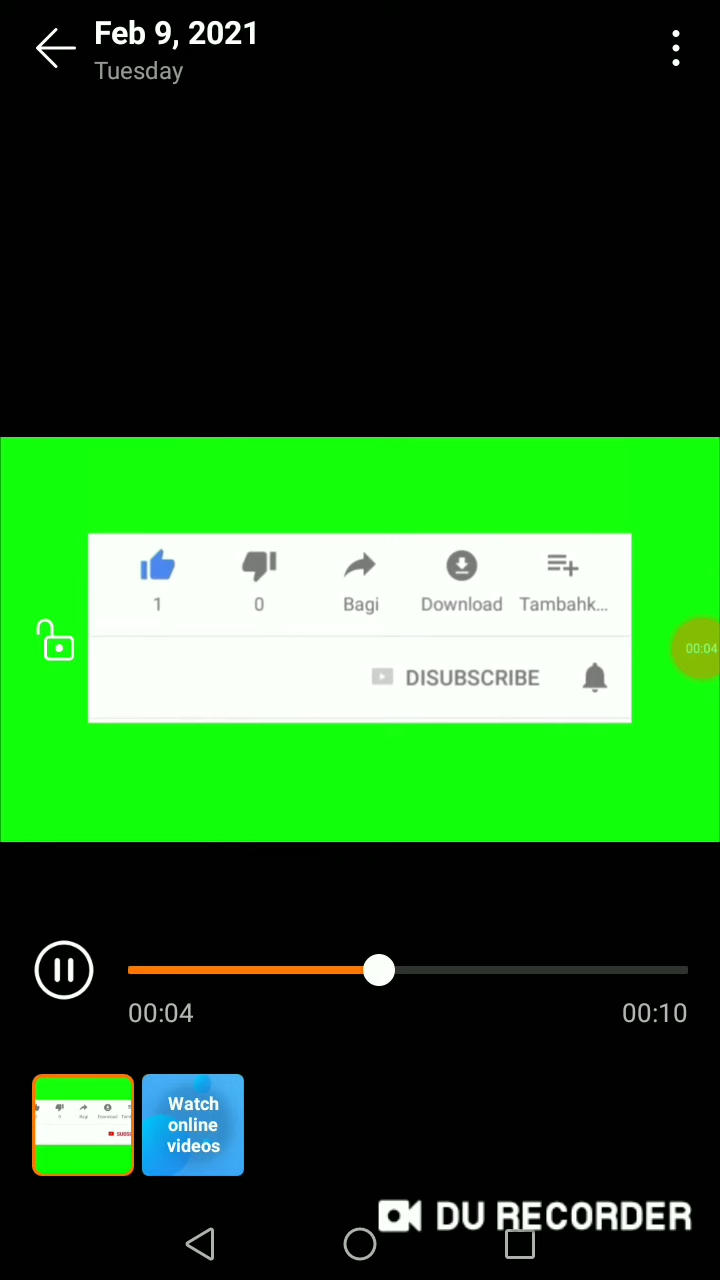 Feb 9, 2021
Tuesday
1
0
Bagi
Download
Tambahk...
DISUBSCRIBE
00:04
00:04
00:10
Bagi
Watch
online
videos
DU RECORDER